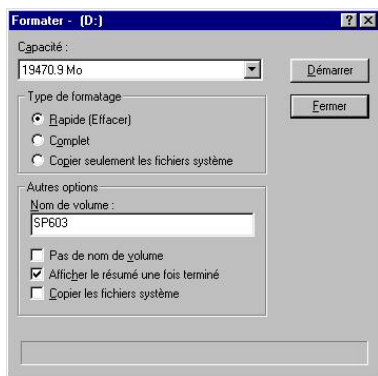 Formater - (D:)
Capacité :
19470.9 Mo
Démarrer
Type de formatage
Rapide (Effacer)
Fermer
Complet
Copier seulement les fichiers système
Autres options
Nom de volume :
SP603
Pas de nom de volume
Afficher le résumé une fois terminé
Copier les fichiers système